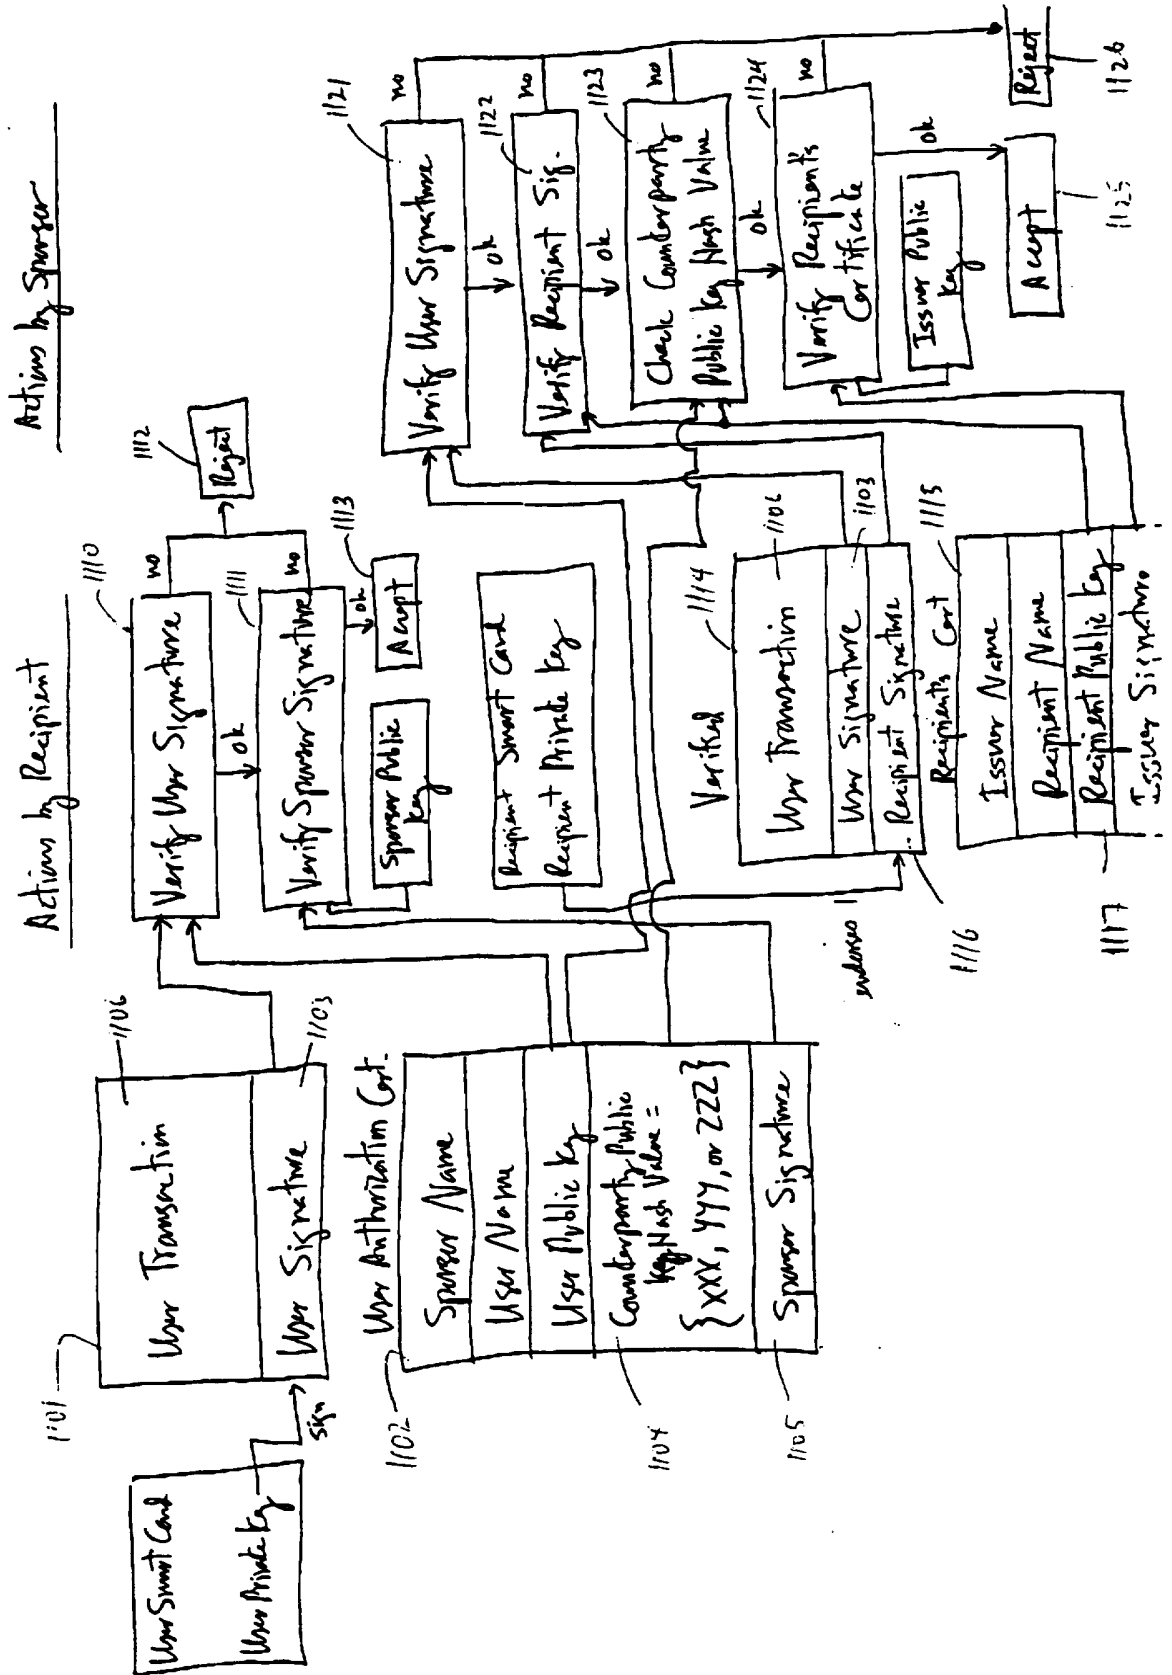 Actions by Recipient
Actions by Sponsor
User Smart Card
User Private Key
sign
1101
User Transaction
1106
User Signature
1103
1102
User Authorization Cert.
Sponsor Name
User Name
User Public Key
1104
Counterparty Public
Key Hash Value =
{XXX, YYY, or ZZZ}
1105
Sponsor Signature
1110
Verify User Signature
no
ok
1111
Verify Sponsor Signature
no
ok
1112
Reject
1113
Accept
Sponsor Public
Key
Recipient Smart Card
Recipient Private Key
endorses
Verified
1114
User Transaction
1106
User Signature
1103
Recipient Signature
1116
Recipient's Cert
1115
Issuer Name
Recipient Name
Recipient Public Key
1117
Issuer Signature
1121
Verify User Signature
no
ok
1122
Verify Recipient Sig.
no
ok
1123
Check Counterparty
Public Key Hash Value
no
ok
1124
Verify Recipient's
Certificate
no
ok
Issuer Public
Key
Accept
1125
Reject
1126